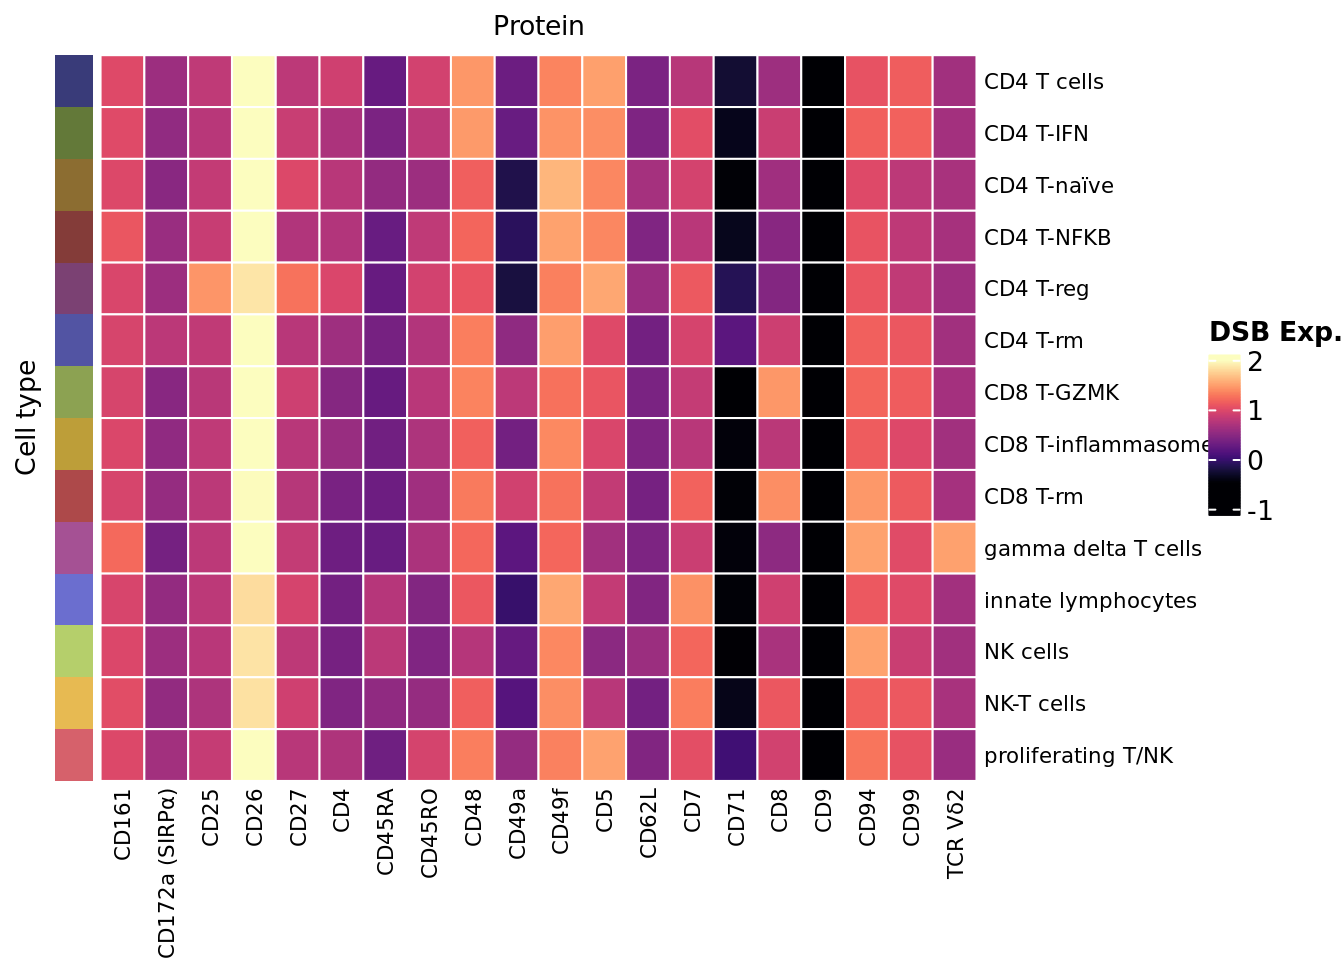 Protein
Cell type
CD4 T cells
CD4 T-IFN
CD4 T-naïve
CD4 T-NFKB
CD4 T-reg
CD4 T-rm
CD8 T-GZMK
CD8 T-inflammasome
CD8 T-rm
gamma delta T cells
innate lymphocytes
NK cells
NK-T cells
proliferating T/NK
DSB Exp.
2
1
0
-1
CD161
CD172a (SIRPα)
CD25
CD26
CD27
CD4
CD45RA
CD45RO
CD48
CD49a
CD49f
CD5
CD62L
CD7
CD71
CD8
CD9
CD94
CD99
TCR V62